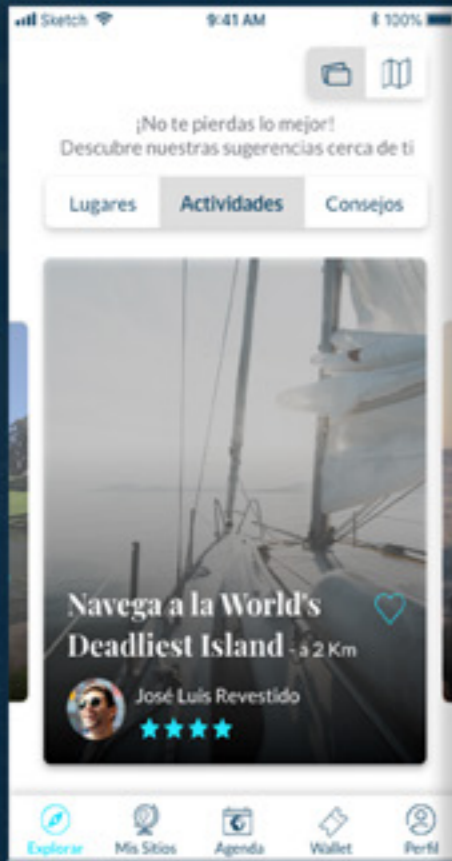 Sketch 9:41 AM 100%
¡No te pierdas lo mejor!
Descubre nuestras sugerencias cerca de ti
Lugares Actividades Consejos
Navega a la World's
Deadliest Island - a 2 Km
José Luis Revestido
Explorar Mis Sitios Agenda Wallet Perfil